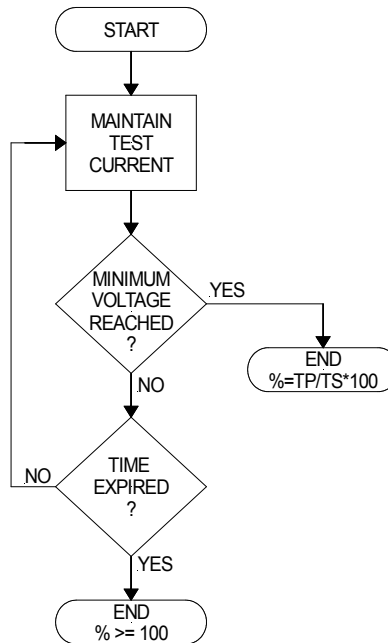 START
MAINTAIN
TEST
CURRENT
MINIMUM
VOLTAGE
REACHED
?
YES
END
%=TP/TS*100
NO
NO
TIME
EXPIRED
?
YES
END
% >= 100